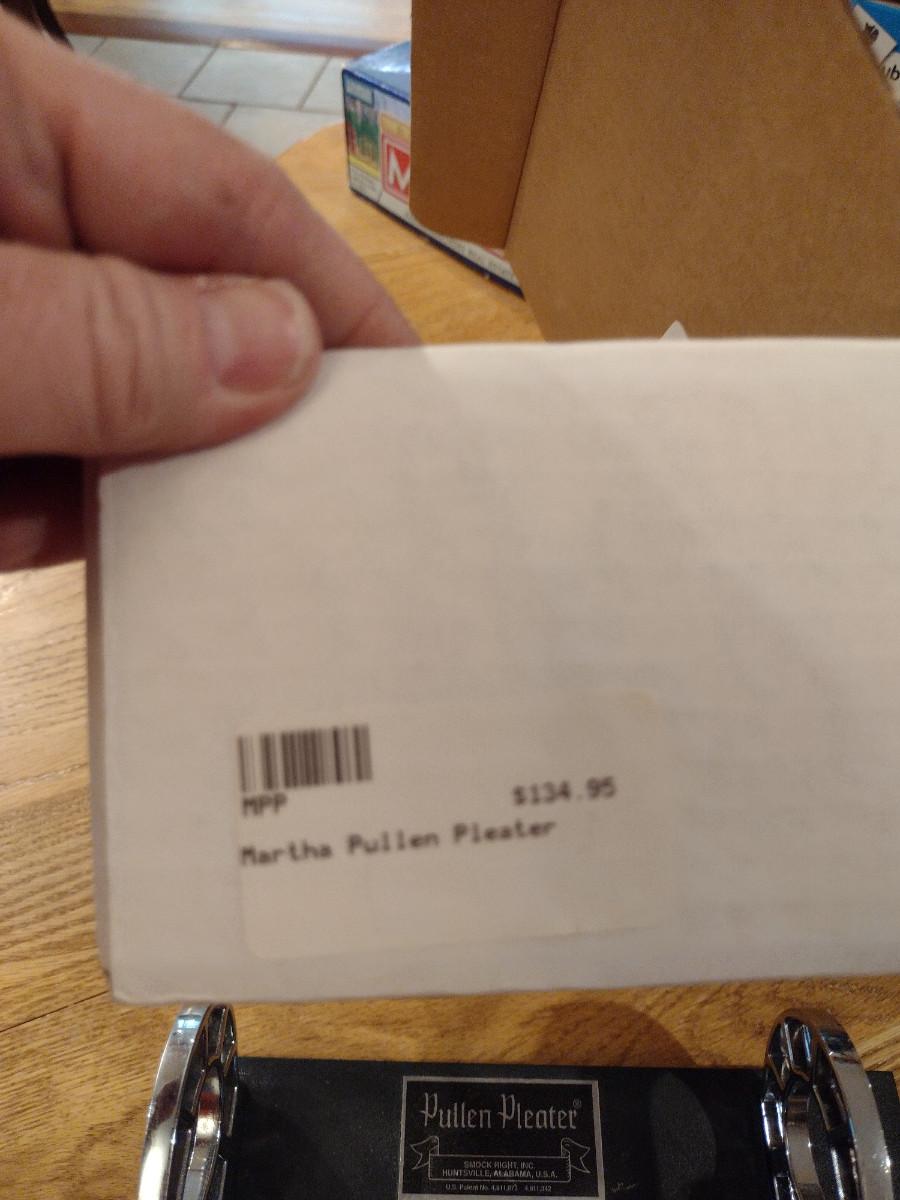 M
MPP
$134.95
Martha Pullen Pleater
Pullen Pleater®
SMOCK RIGHT, INC.
HUNTSVILLE, ALABAMA, U.S.A.